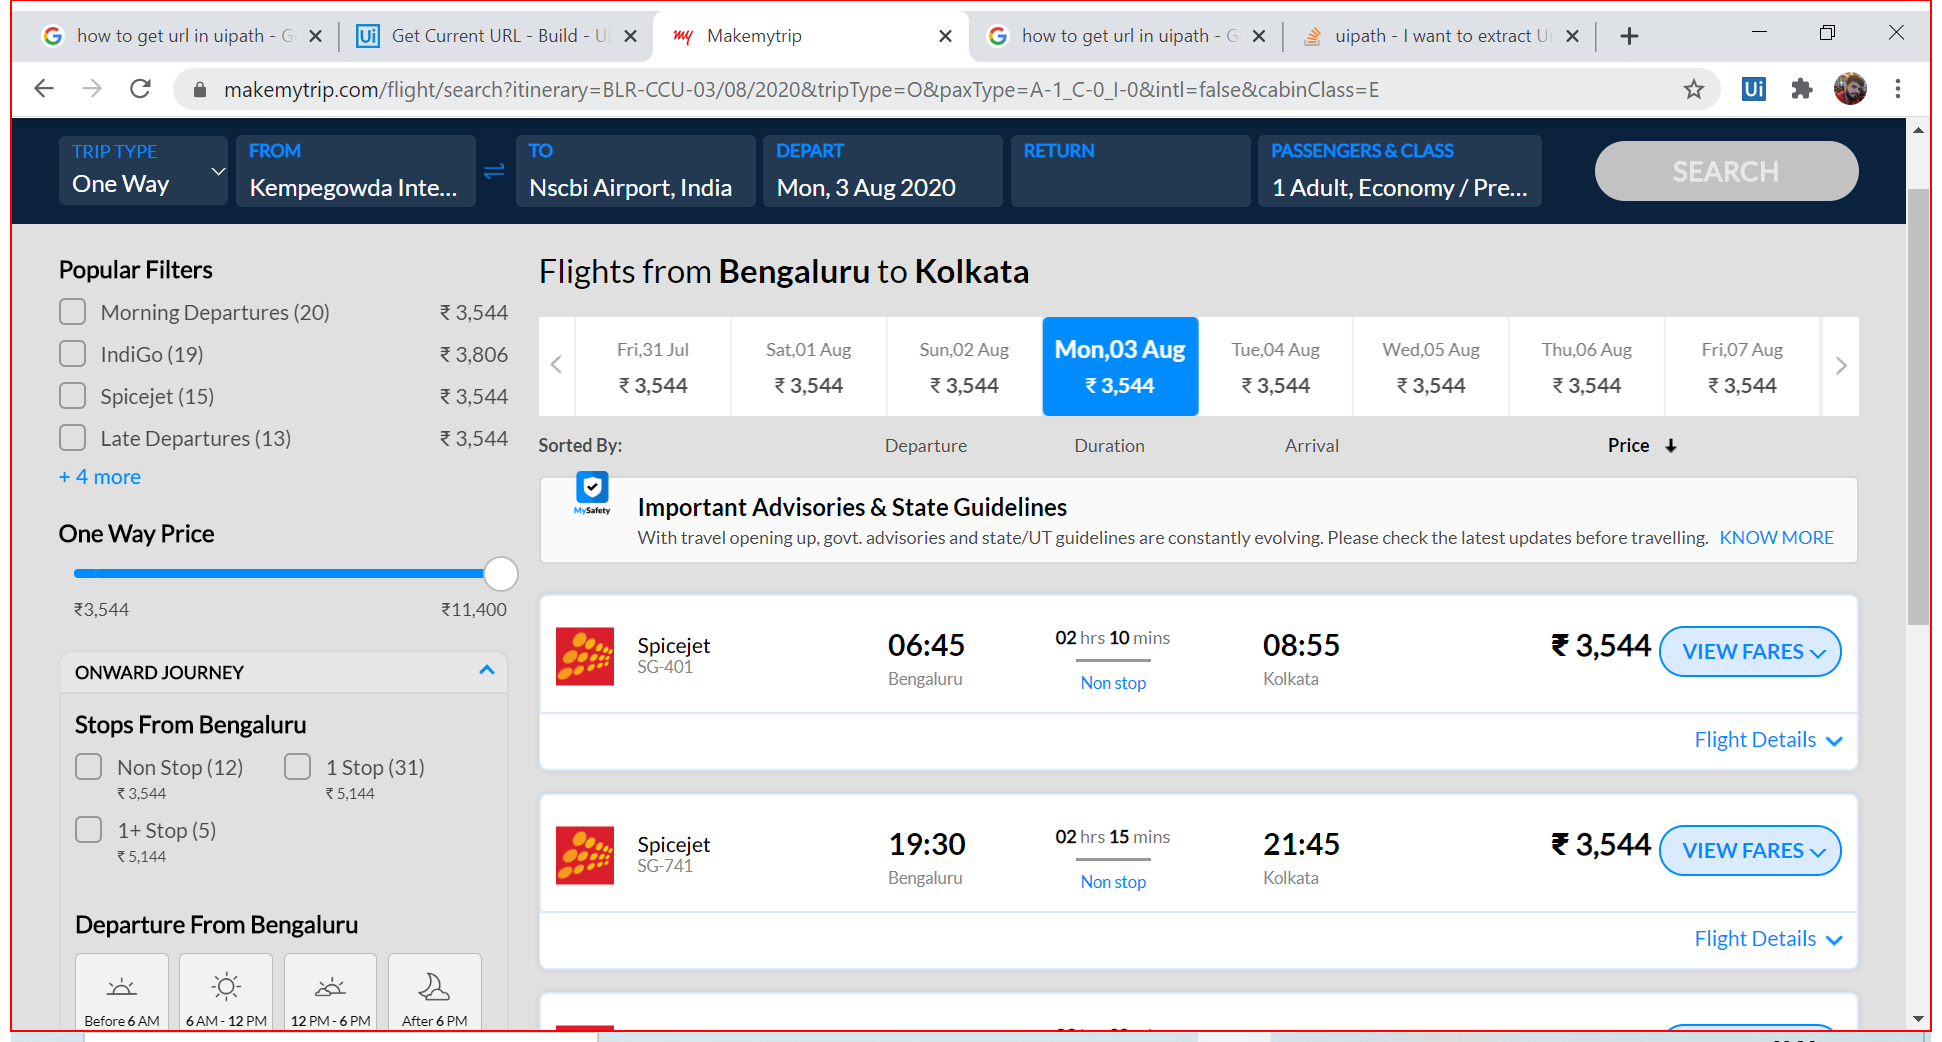 how to get url in uipath - G
Get Current URL - Build - Ui
my Makemytrip
how to get url in uipath - G
uipath - I want to extract U
makemytrip.com/flight/search?itinerary=BLR-CCU-03/08/2020&tripType=O&paxType=A-1_C-0_I-0&intl=false&cabinClass=E
TRIP TYPE
One Way
FROM
Kempegowda Inte...
TO
Nscbi Airport, India
DEPART
Mon, 3 Aug 2020
RETURN
PASSENGERS & CLASS
1 Adult, Economy / Pre...
SEARCH
Popular Filters
Morning Departures (20) ₹ 3,544
IndiGo (19) ₹ 3,806
Spicejet (15) ₹ 3,544
Late Departures (13) ₹ 3,544
+ 4 more
One Way Price
₹3,544 ₹11,400
ONWARD JOURNEY
Stops From Bengaluru
Non Stop (12) 1 Stop (31)
₹ 3,544 ₹ 5,144
1+ Stop (5)
₹ 5,144
Departure From Bengaluru
Before 6 AM 6 AM - 12 PM 12 PM - 6 PM After 6 PM
Flights from Bengaluru to Kolkata
Fri,31 Jul Sat,01 Aug Sun,02 Aug Mon,03 Aug Tue,04 Aug Wed,05 Aug Thu,06 Aug Fri,07 Aug
₹ 3,544 ₹ 3,544 ₹ 3,544 ₹ 3,544 ₹ 3,544 ₹ 3,544 ₹ 3,544 ₹ 3,544
Sorted By: Departure Duration Arrival Price
MySafety
Important Advisories & State Guidelines
With travel opening up, govt. advisories and state/UT guidelines are constantly evolving. Please check the latest updates before travelling. KNOW MORE
Spicejet 06:45 02 hrs 10 mins 08:55 ₹ 3,544 VIEW FARES
SG-401 Bengaluru Non stop Kolkata
Flight Details
Spicejet 19:30 02 hrs 15 mins 21:45 ₹ 3,544 VIEW FARES
SG-741 Bengaluru Non stop Kolkata
Flight Details